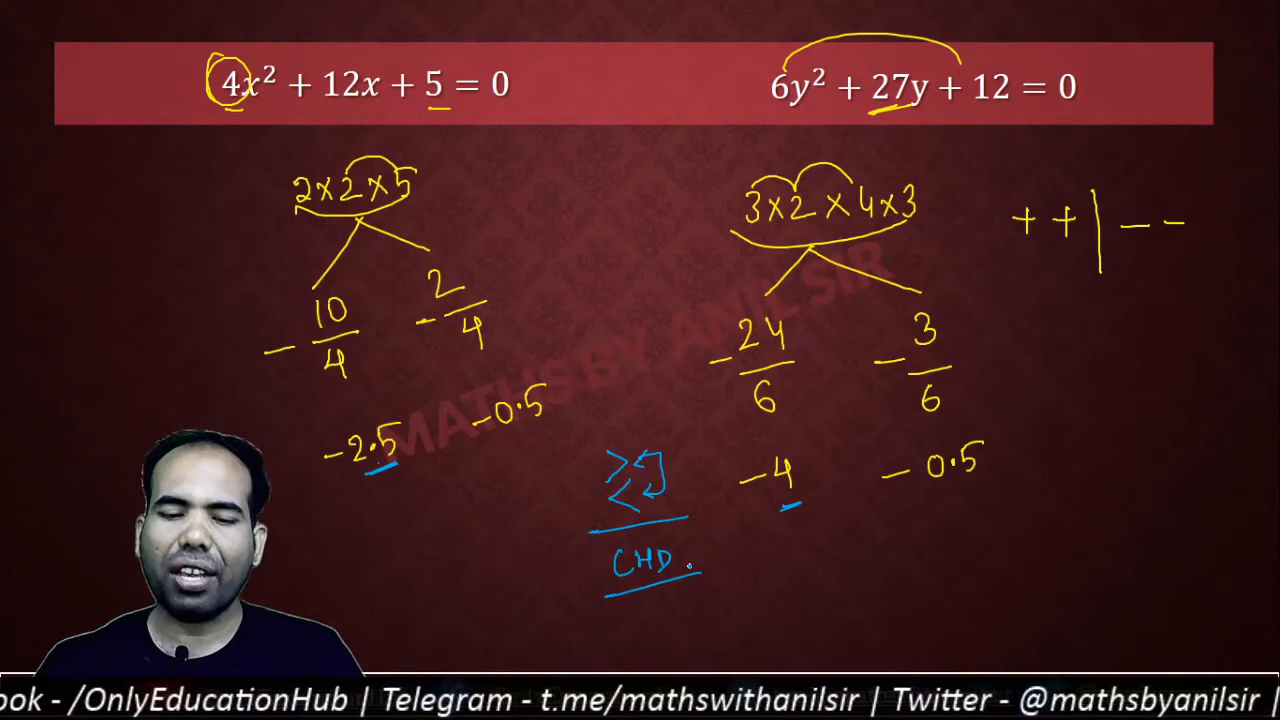 4x² + 12x + 5 = 0
6y² + 27y + 12 = 0
2×2×5
3×2×4×3
+ + | − −
− 10/4
− 2/4
− 24/6
− 3/6
−2.5
−0.5
−4
−0.5
> <
CHD.
MATHS BY ANIL SIR
ook - /OnlyEducationHub | Telegram - t.me/mathswithanilsir | Twitter - @mathsbyanilsir |